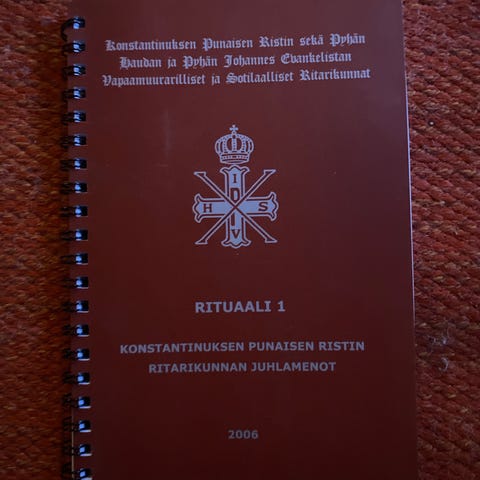 Konstantinuksen Punaisen Ristin sekä Pyhän
Haudan ja Pyhän Johannes Evankelistan
Vapaamuurarilliset ja Sotilaalliset Ritarikunnat
I
H D S
V
RITUAALI 1
KONSTANTINUKSEN PUNAISEN RISTIN
RITARIKUNNAN JUHLAMENOT
2006